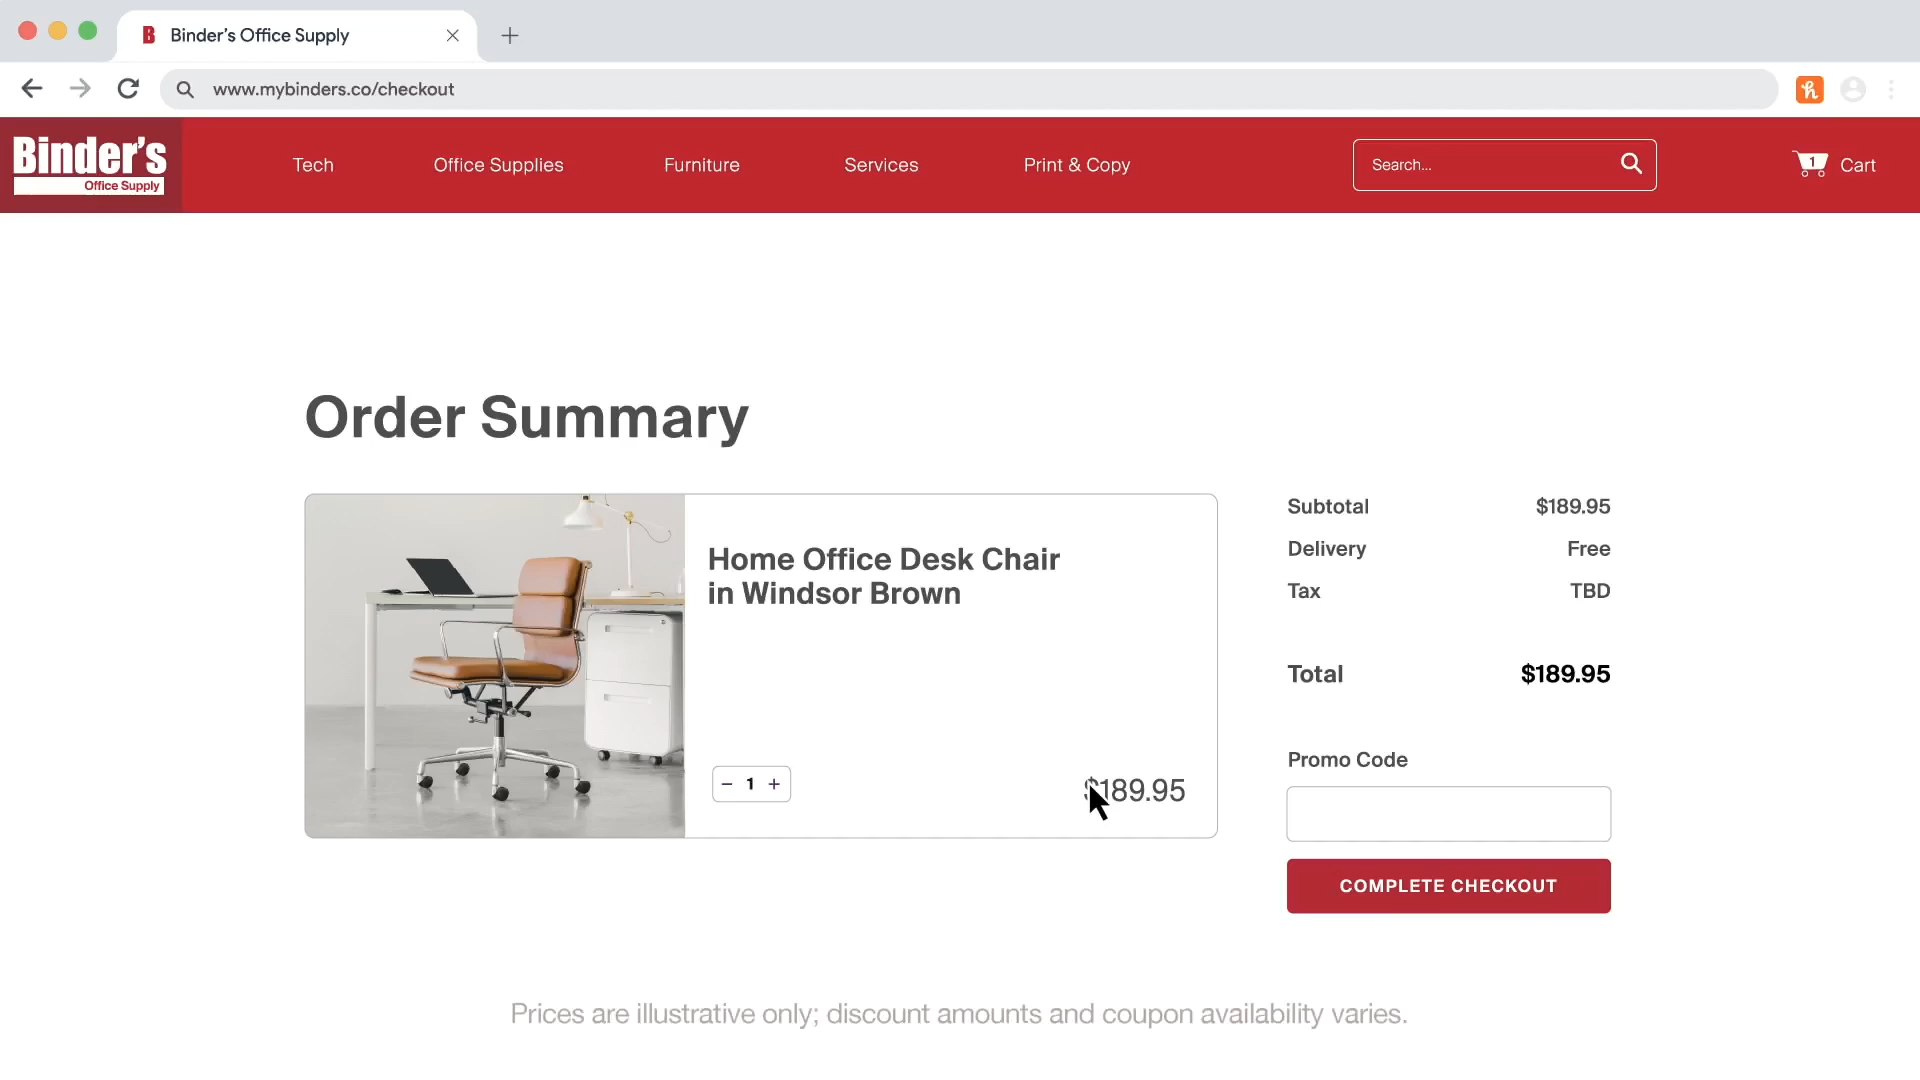 Binder's Office Supply
www.mybinders.co/checkout
Binder's
Office Supply
Tech
Office Supplies
Furniture
Services
Print & Copy
Search...
1
Cart
Order Summary
Home Office Desk Chair
in Windsor Brown
− 1 +
$189.95
Subtotal $189.95
Delivery Free
Tax TBD
Total $189.95
Promo Code
COMPLETE CHECKOUT
Prices are illustrative only; discount amounts and coupon availability varies.